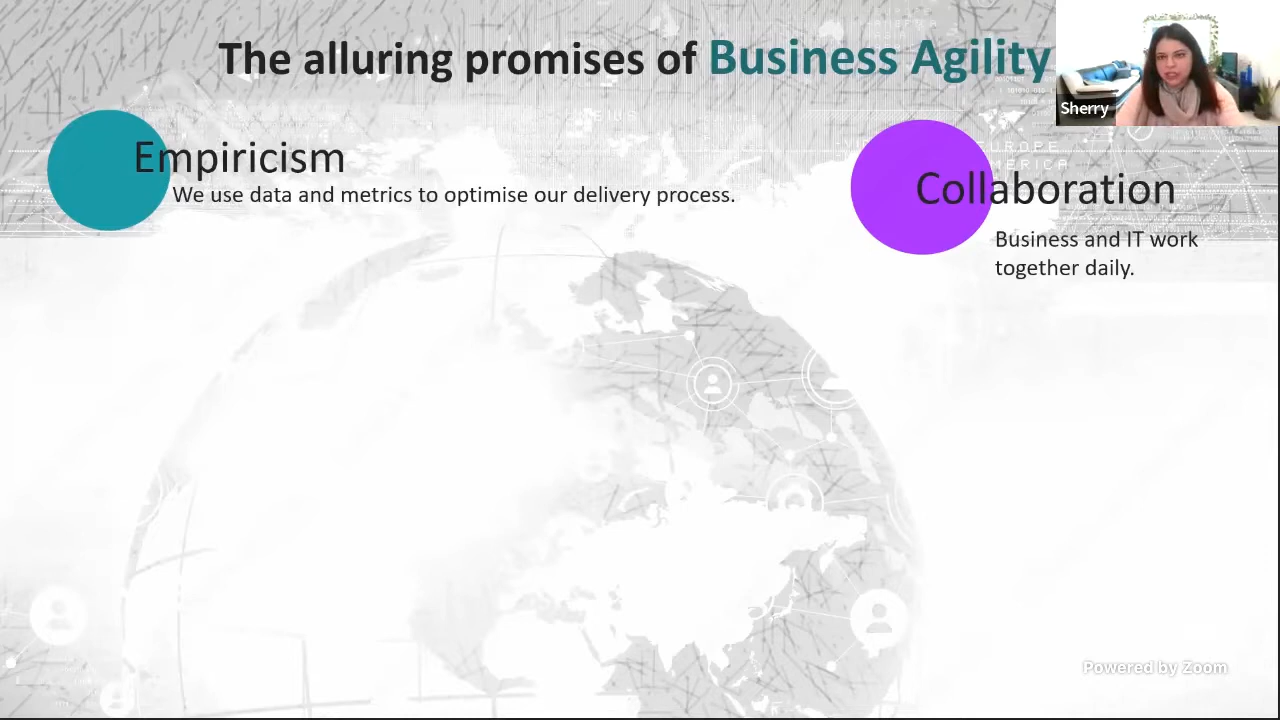 The alluring promises of Business Agility
Sherry
Empiricism
We use data and metrics to optimise our delivery process.
EUROPE
Collaboration
Business and IT work
together daily.
Powered by Zoom